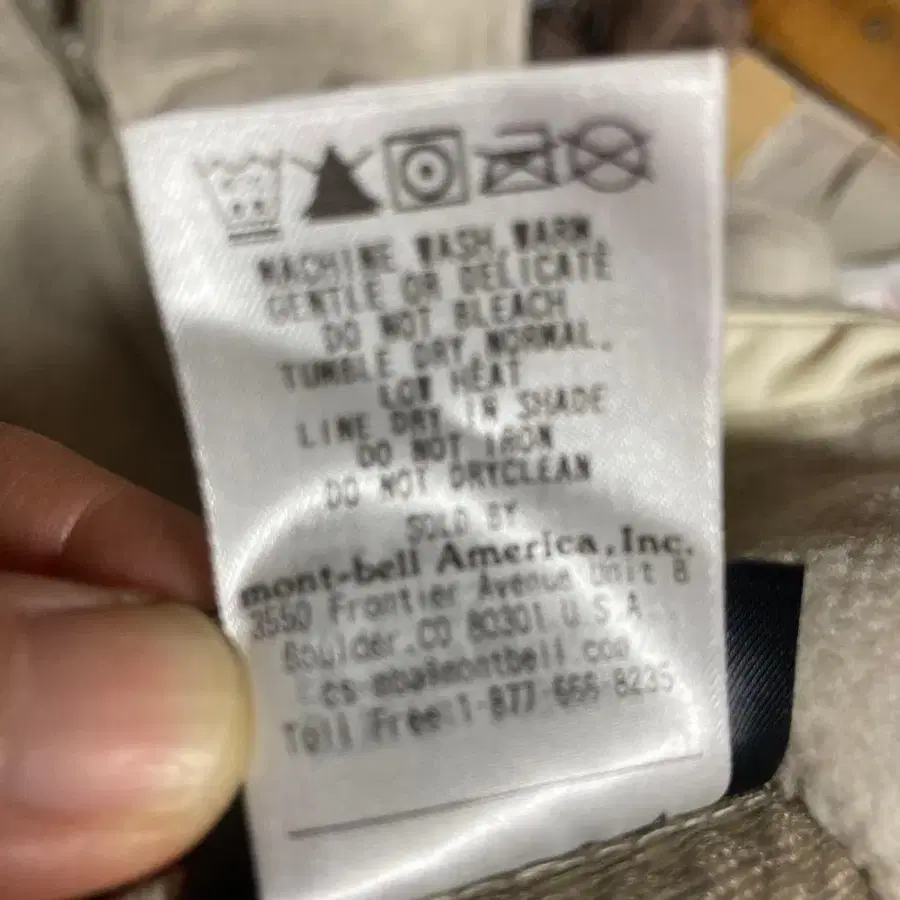 MACHINE WASH, WARM,
GENTLE OR DELICATE
DO NOT BLEACH
TUMBLE DRY, NORMAL,
LOW HEAT
LINE DRY IN SHADE
DO NOT IRON
DO NOT DRYCLEAN
SOLD BY
mont-bell America, Inc.
3550 Frontier Avenue Unit B
Boulder, CO 80301 U.S.A.
Toll Free:1-877-666-8235